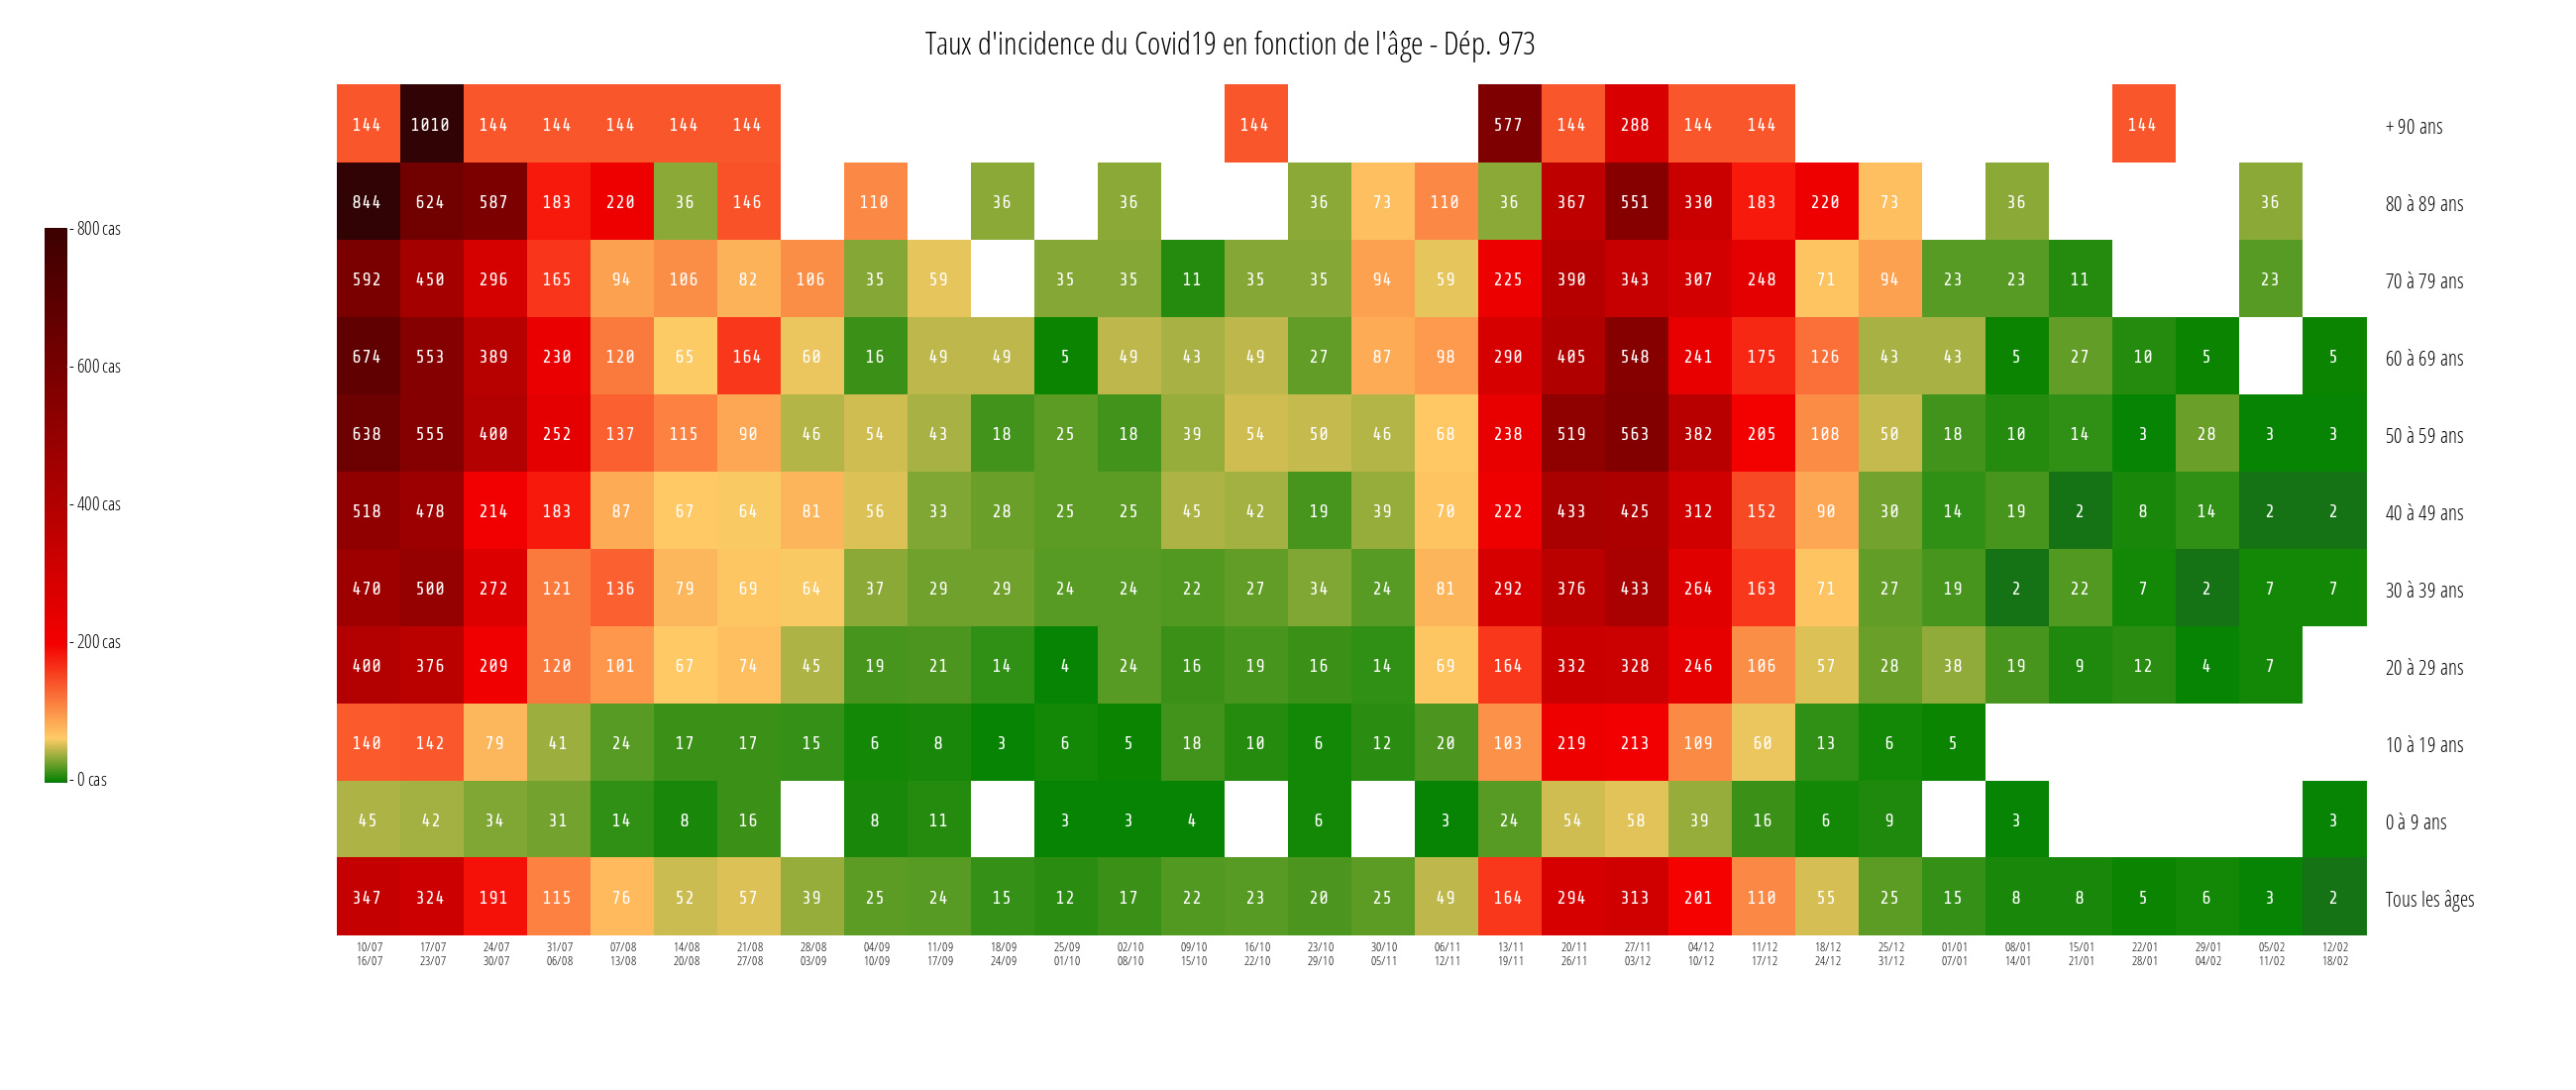 Taux d'incidence du Covid19 en fonction de l'âge - Dép. 973
144 1010 144 144 144 144 144 144 577 144 288 144 144 144 + 90 ans
844 624 587 183 220 36 146 110 36 36 36 73 110 36 367 551 330 183 220 73 36 36 80 à 89 ans
- 800 cas
592 450 296 165 94 106 82 106 35 59 35 35 11 35 35 94 59 225 390 343 307 248 71 94 23 23 11 23 70 à 79 ans
674 553 389 230 120 65 164 60 16 49 49 5 49 43 49 27 87 98 290 405 548 241 175 126 43 43 5 27 10 5 5 60 à 69 ans
- 600 cas
638 555 400 252 137 115 90 46 54 43 18 25 18 39 54 50 46 68 238 519 563 382 205 108 50 18 10 14 3 28 3 3 50 à 59 ans
- 400 cas
518 478 214 183 87 67 64 81 56 33 28 25 25 45 42 19 39 70 222 433 425 312 152 90 30 14 19 2 8 14 2 2 40 à 49 ans
470 500 272 121 136 79 69 64 37 29 29 24 24 22 27 34 24 81 292 376 433 264 163 71 27 19 2 22 7 2 7 7 30 à 39 ans
- 200 cas
400 376 209 120 101 67 74 45 19 21 14 4 24 16 19 16 14 69 164 332 328 246 106 57 28 38 19 9 12 4 7 20 à 29 ans
140 142 79 41 24 17 17 15 6 8 3 6 5 18 10 6 12 20 103 219 213 109 60 13 6 5 10 à 19 ans
- 0 cas
45 42 34 31 14 8 16 8 11 3 3 4 6 3 24 54 58 39 16 6 9 3 3 0 à 9 ans
347 324 191 115 76 52 57 39 25 24 15 12 17 22 23 20 25 49 164 294 313 201 110 55 25 15 8 8 5 6 3 2 Tous les âges
10/07 17/07 24/07 31/07 07/08 14/08 21/08 28/08 04/09 11/09 18/09 25/09 02/10 09/10 16/10 23/10 30/10 06/11 13/11 20/11 27/11 04/12 11/12 18/12 25/12 01/01 08/01 15/01 22/01 29/01 05/02 12/02
16/07 23/07 30/07 06/08 13/08 20/08 27/08 03/09 10/09 17/09 24/09 01/10 08/10 15/10 22/10 29/10 05/11 12/11 19/11 26/11 03/12 10/12 17/12 24/12 31/12 07/01 14/01 21/01 28/01 04/02 11/02 18/02